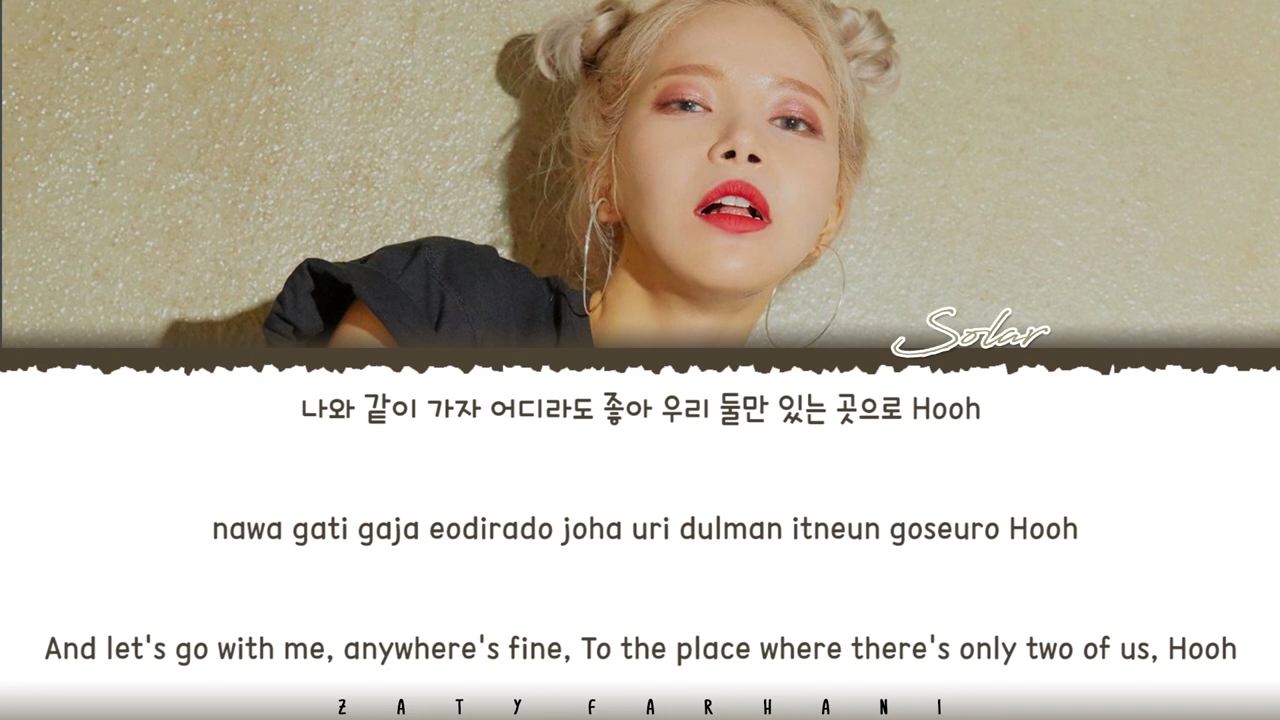 Solar
나와 같이 가자 어디라도 좋아 우리 둘만 있는 곳으로 Hooh
nawa gati gaja eodirado joha uri dulman itneun goseuro Hooh
And let's go with me, anywhere's fine, To the place where there's only two of us, Hooh
ZATY FARHANI